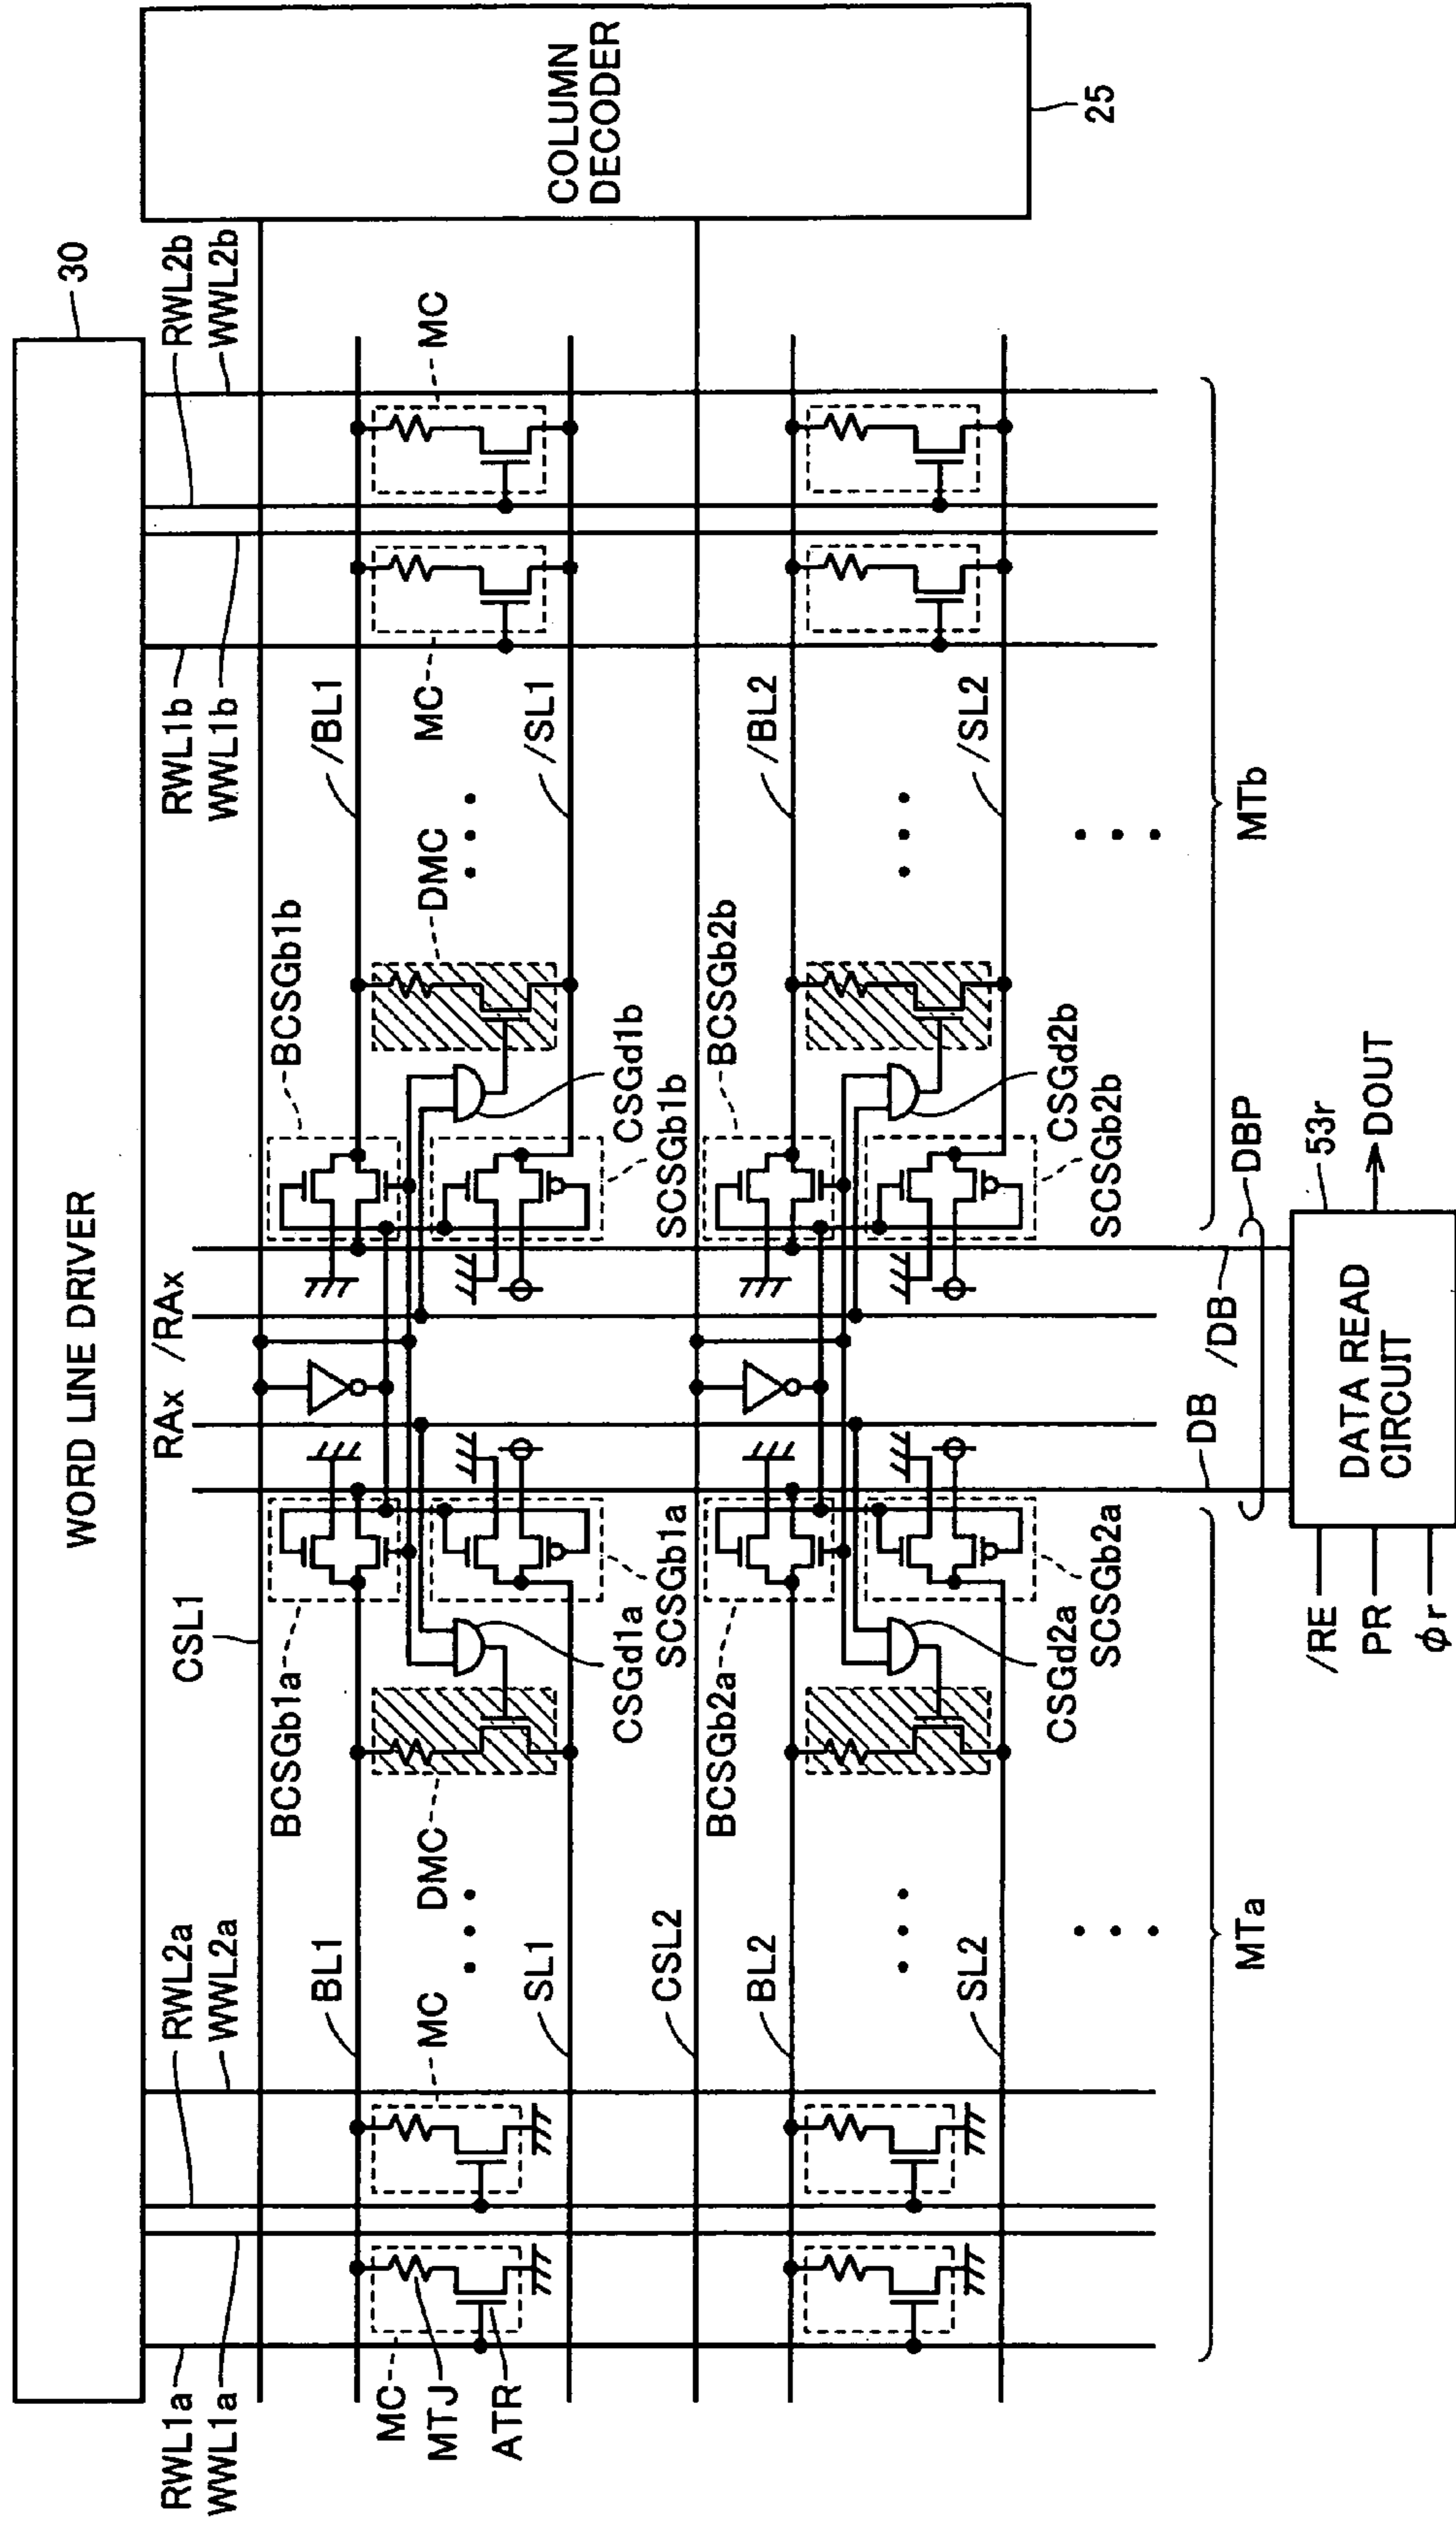 WORD LINE DRIVER
30
RWL1a
WWL1a
RWL2a
WWL2a
CSL1
RAx
/RAx
RWL1b
WWL1b
RWL2b
WWL2b
COLUMN
DECODER
25
BL1
BCSGb1a
BCSGb1b
/BL1
MC
MTJ
ATR
MC
DMC
DMC
MC
MC
SL1
CSGd1a
SCSGb1a
CSGd1b
SCSGb1b
/SL1
CSL2
BL2
BCSGb2a
BCSGb2b
/BL2
SL2
CSGd2a
SCSGb2a
CSGd2b
SCSGb2b
/SL2
MTa
DB
/DB
DBP
MTb
/RE
PR
φr
DATA READ
CIRCUIT
53r
DOUT